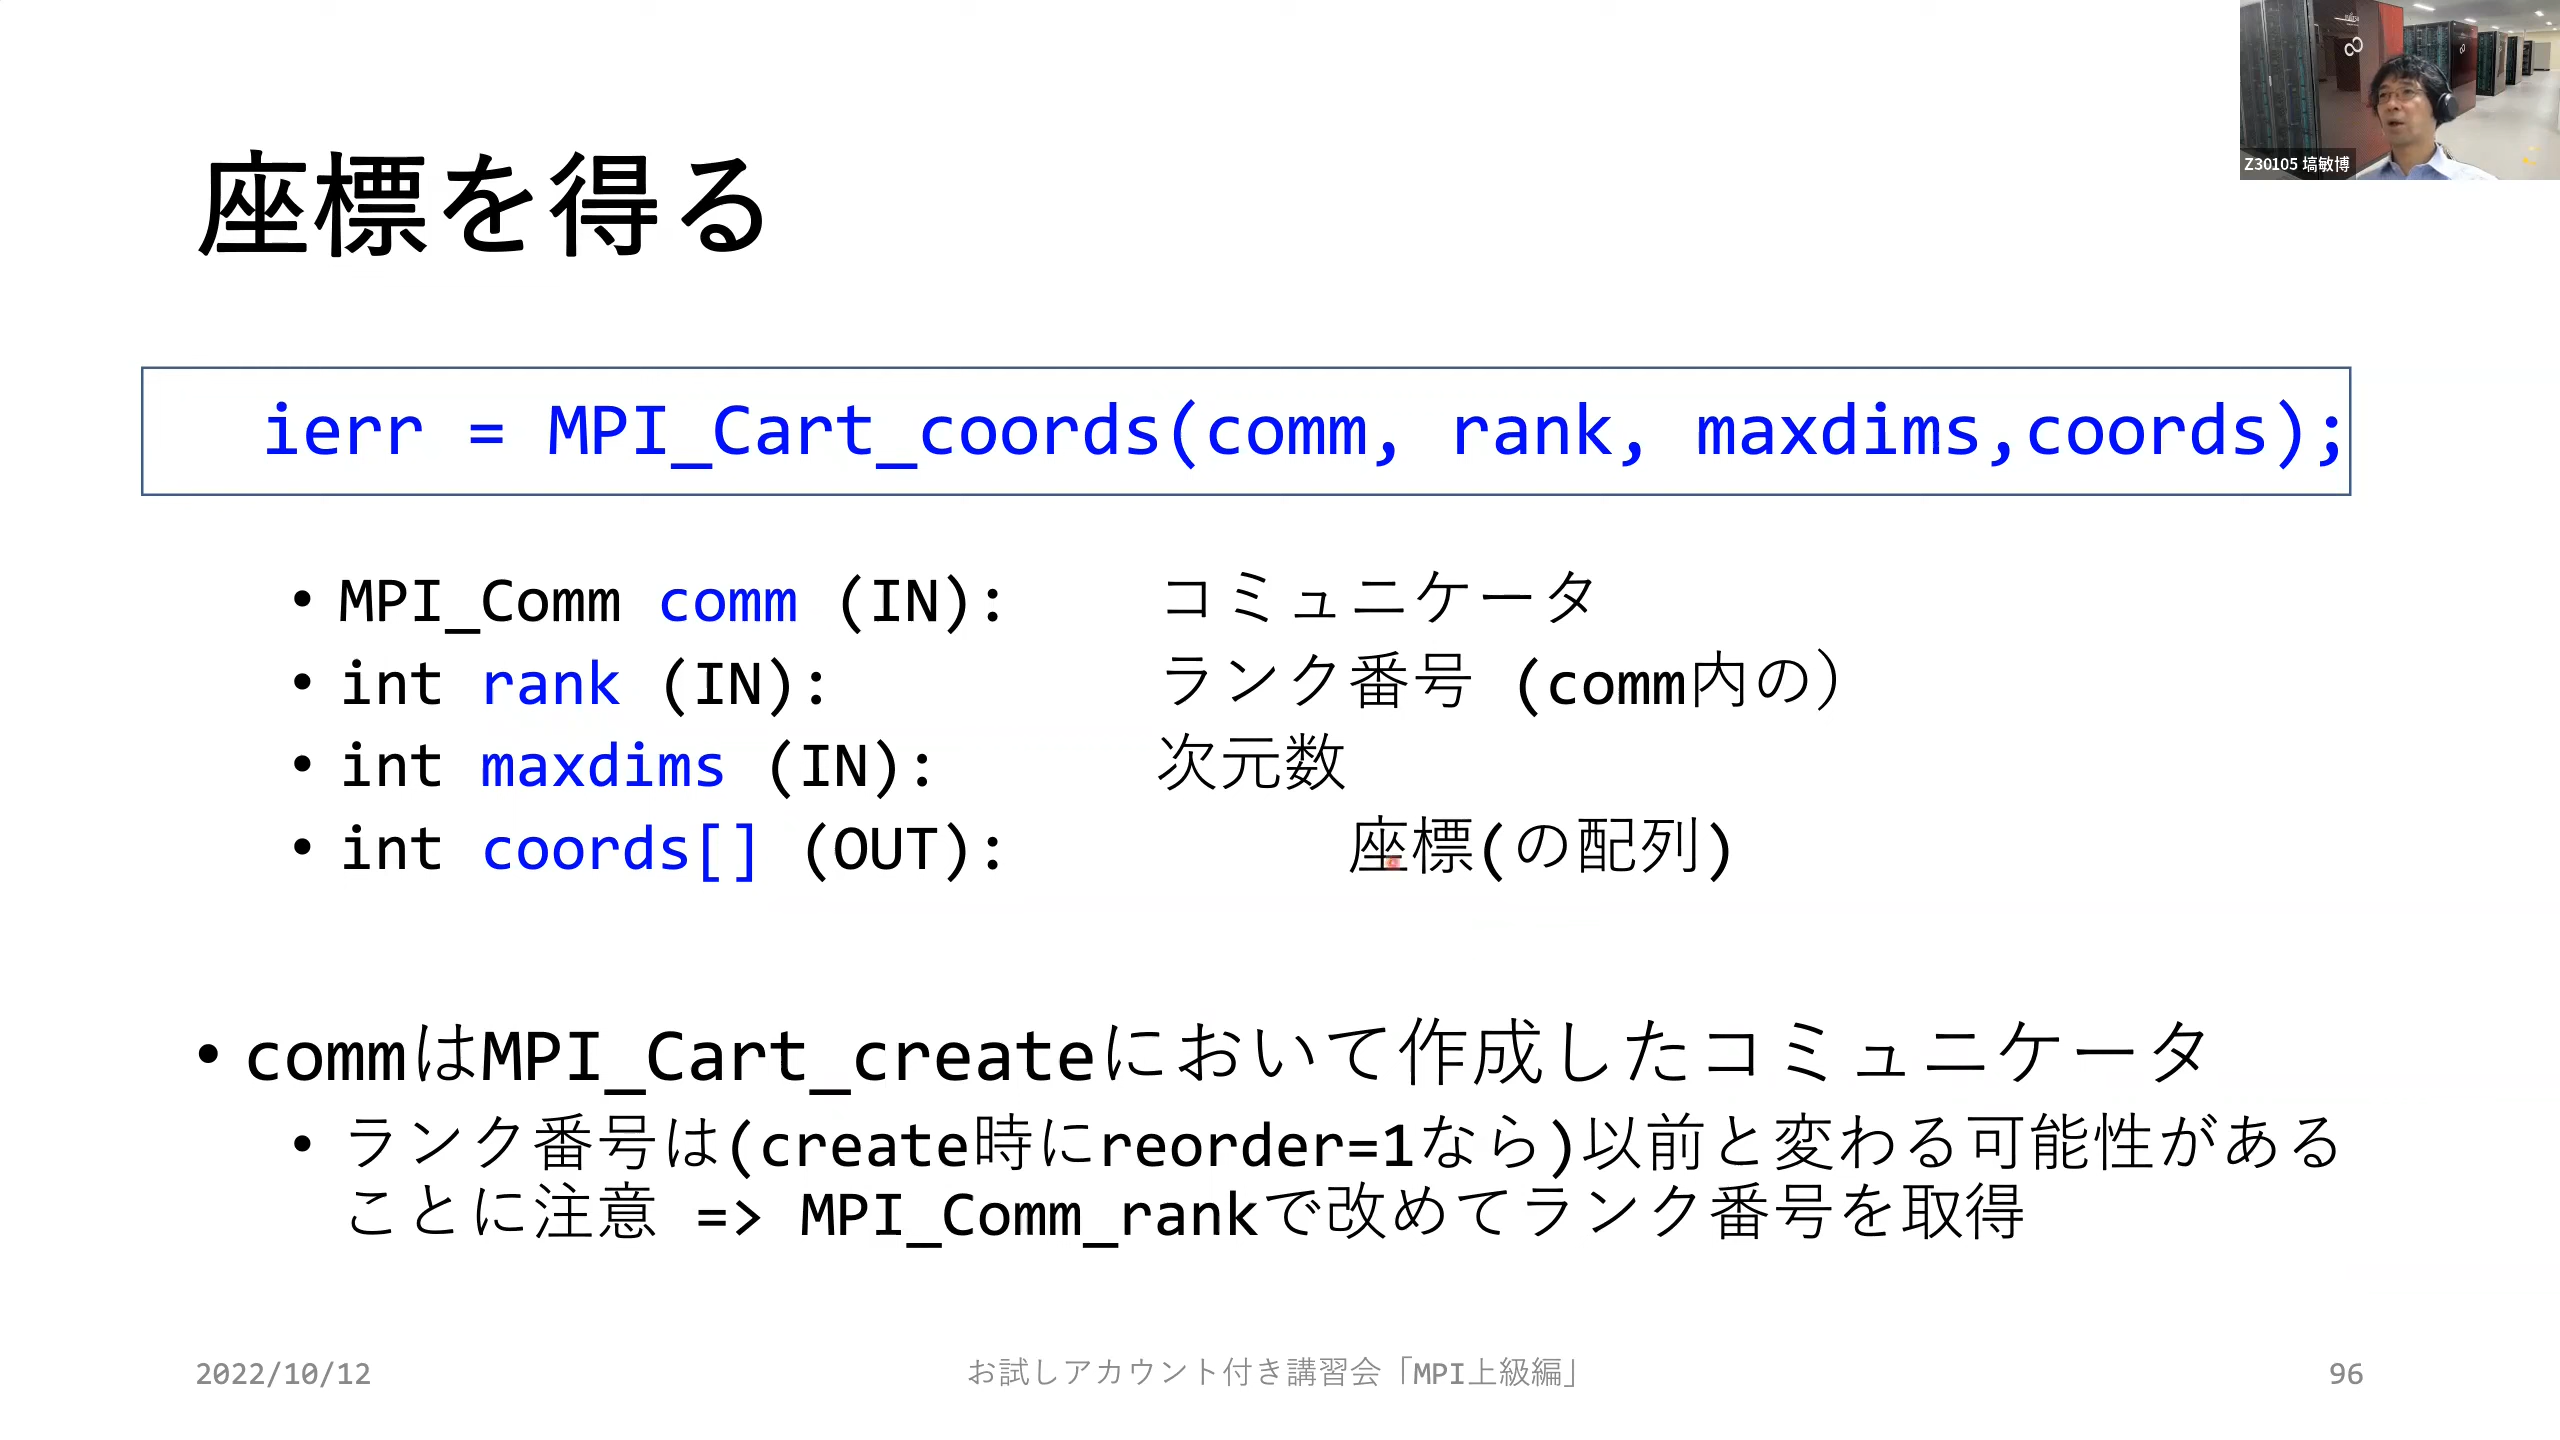 座標を得る
ierr = MPI_Cart_coords(comm, rank, maxdims,coords);
• MPI_Comm comm (IN): コミュニケータ
• int rank (IN): ランク番号 (comm内の）
• int maxdims (IN): 次元数
• int coords[] (OUT): 座標(の配列)
• commはMPI_Cart_createにおいて作成したコミュニケータ
• ランク番号は(create時にreorder=1なら)以前と変わる可能性がある
ことに注意 => MPI_Comm_rankで改めてランク番号を取得
2022/10/12
お試しアカウント付き講習会「MPI上級編」
96
Z30105 塙敏博